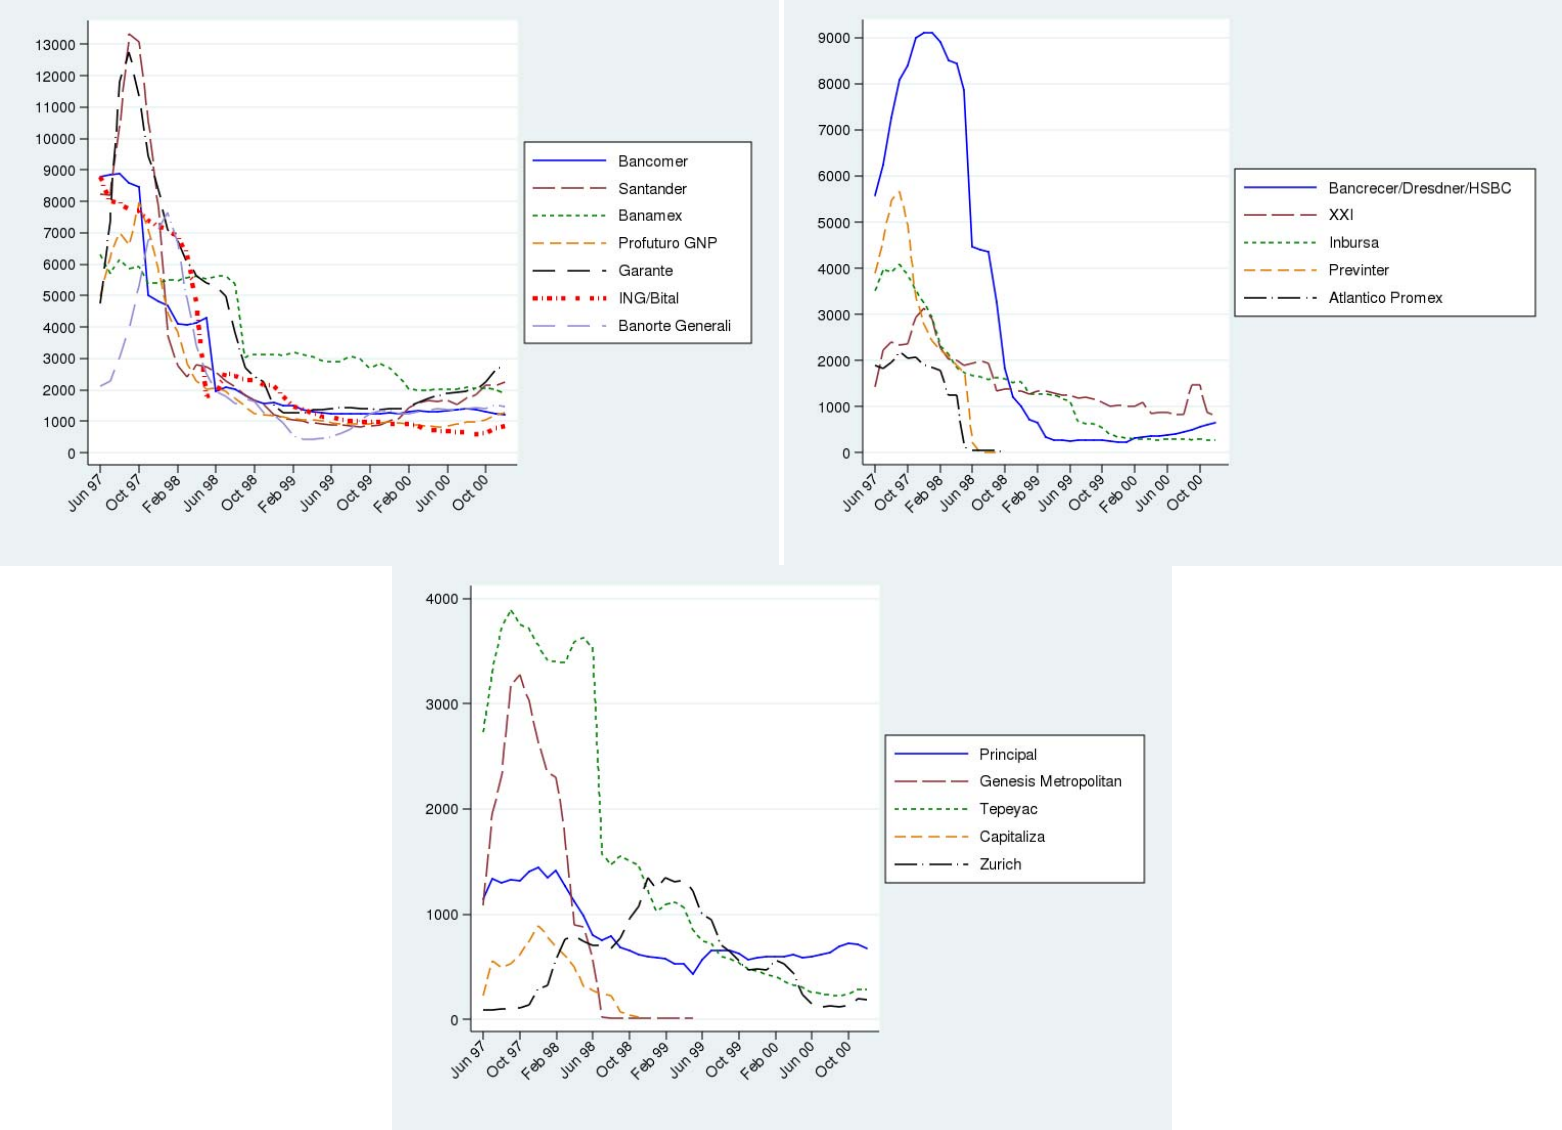 13000
12000
11000
10000
9000
8000
7000
6000
5000
4000
3000
2000
1000
0
Jun 97
Oct 97
Feb 98
Jun 98
Oct 98
Feb 99
Jun 99
Oct 99
Feb 00
Jun 00
Oct 00
Bancomer
Santander
Banamex
Profuturo GNP
Garante
ING/Bital
Banorte Generali
9000
8000
7000
6000
5000
4000
3000
2000
1000
0
Jun 97
Oct 97
Feb 98
Jun 98
Oct 98
Feb 99
Jun 99
Oct 99
Feb 00
Jun 00
Oct 00
Bancrecer/Dresdner/HSBC
XXI
Inbursa
Previnter
Atlantico Promex
4000
3000
2000
1000
0
Jun 97
Oct 97
Feb 98
Jun 98
Oct 98
Feb 99
Jun 99
Oct 99
Feb 00
Jun 00
Oct 00
Principal
Genesis Metropolitan
Tepeyac
Capitaliza
Zurich